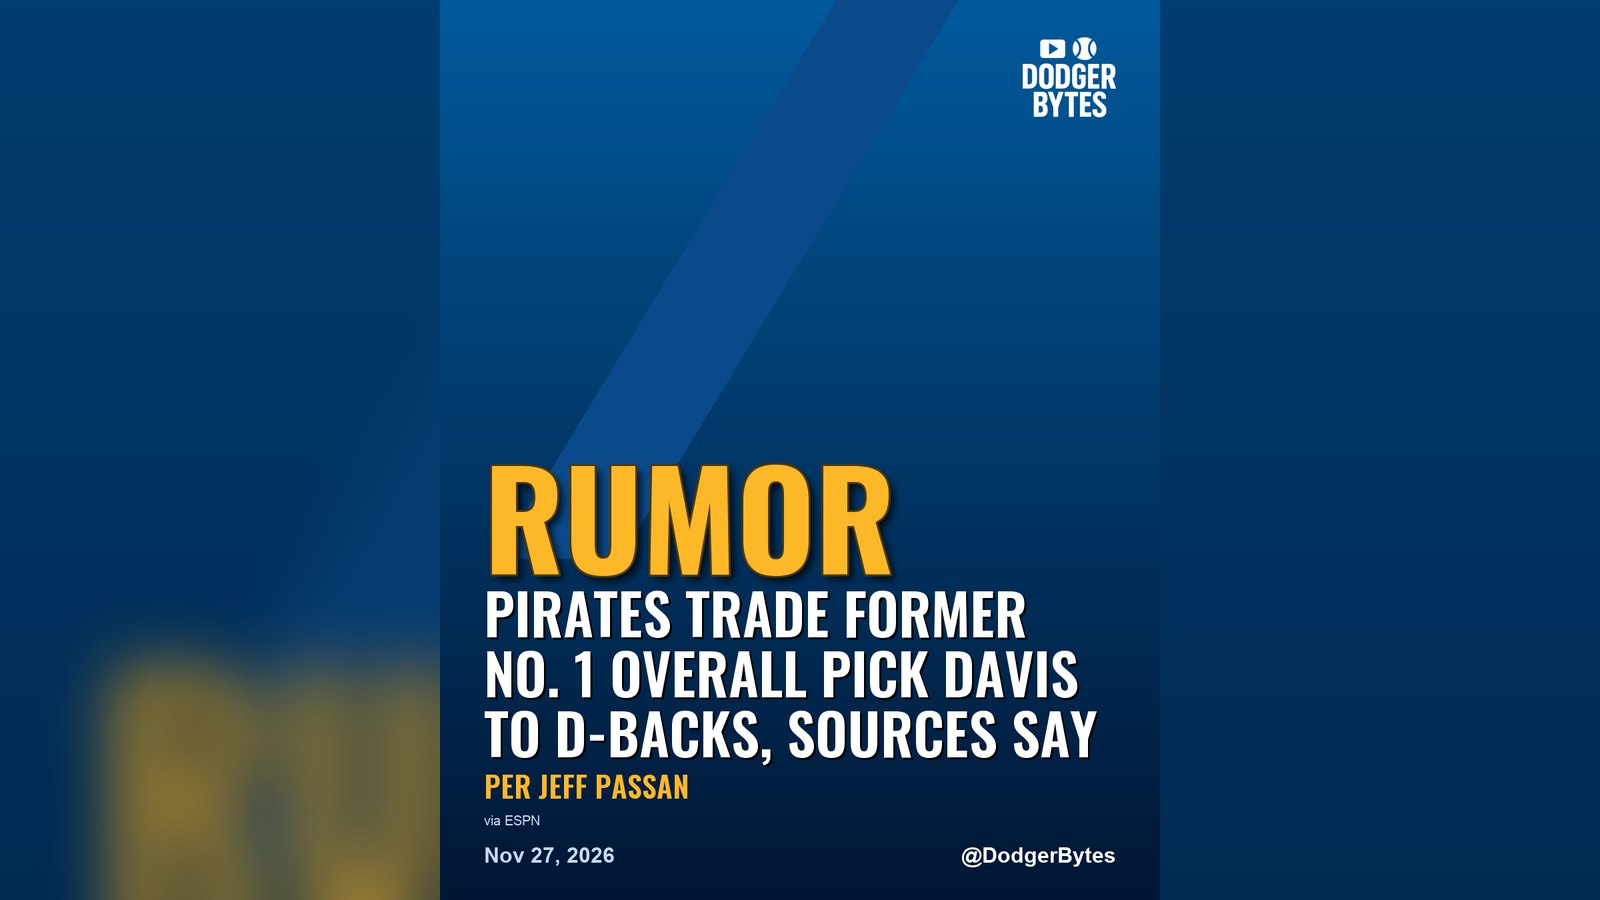 DODGER
BYTES
RUMOR
PIRATES TRADE FORMER
NO. 1 OVERALL PICK DAVIS
TO D-BACKS, SOURCES SAY
PER JEFF PASSAN
via ESPN
Nov 27, 2026
@DodgerBytes